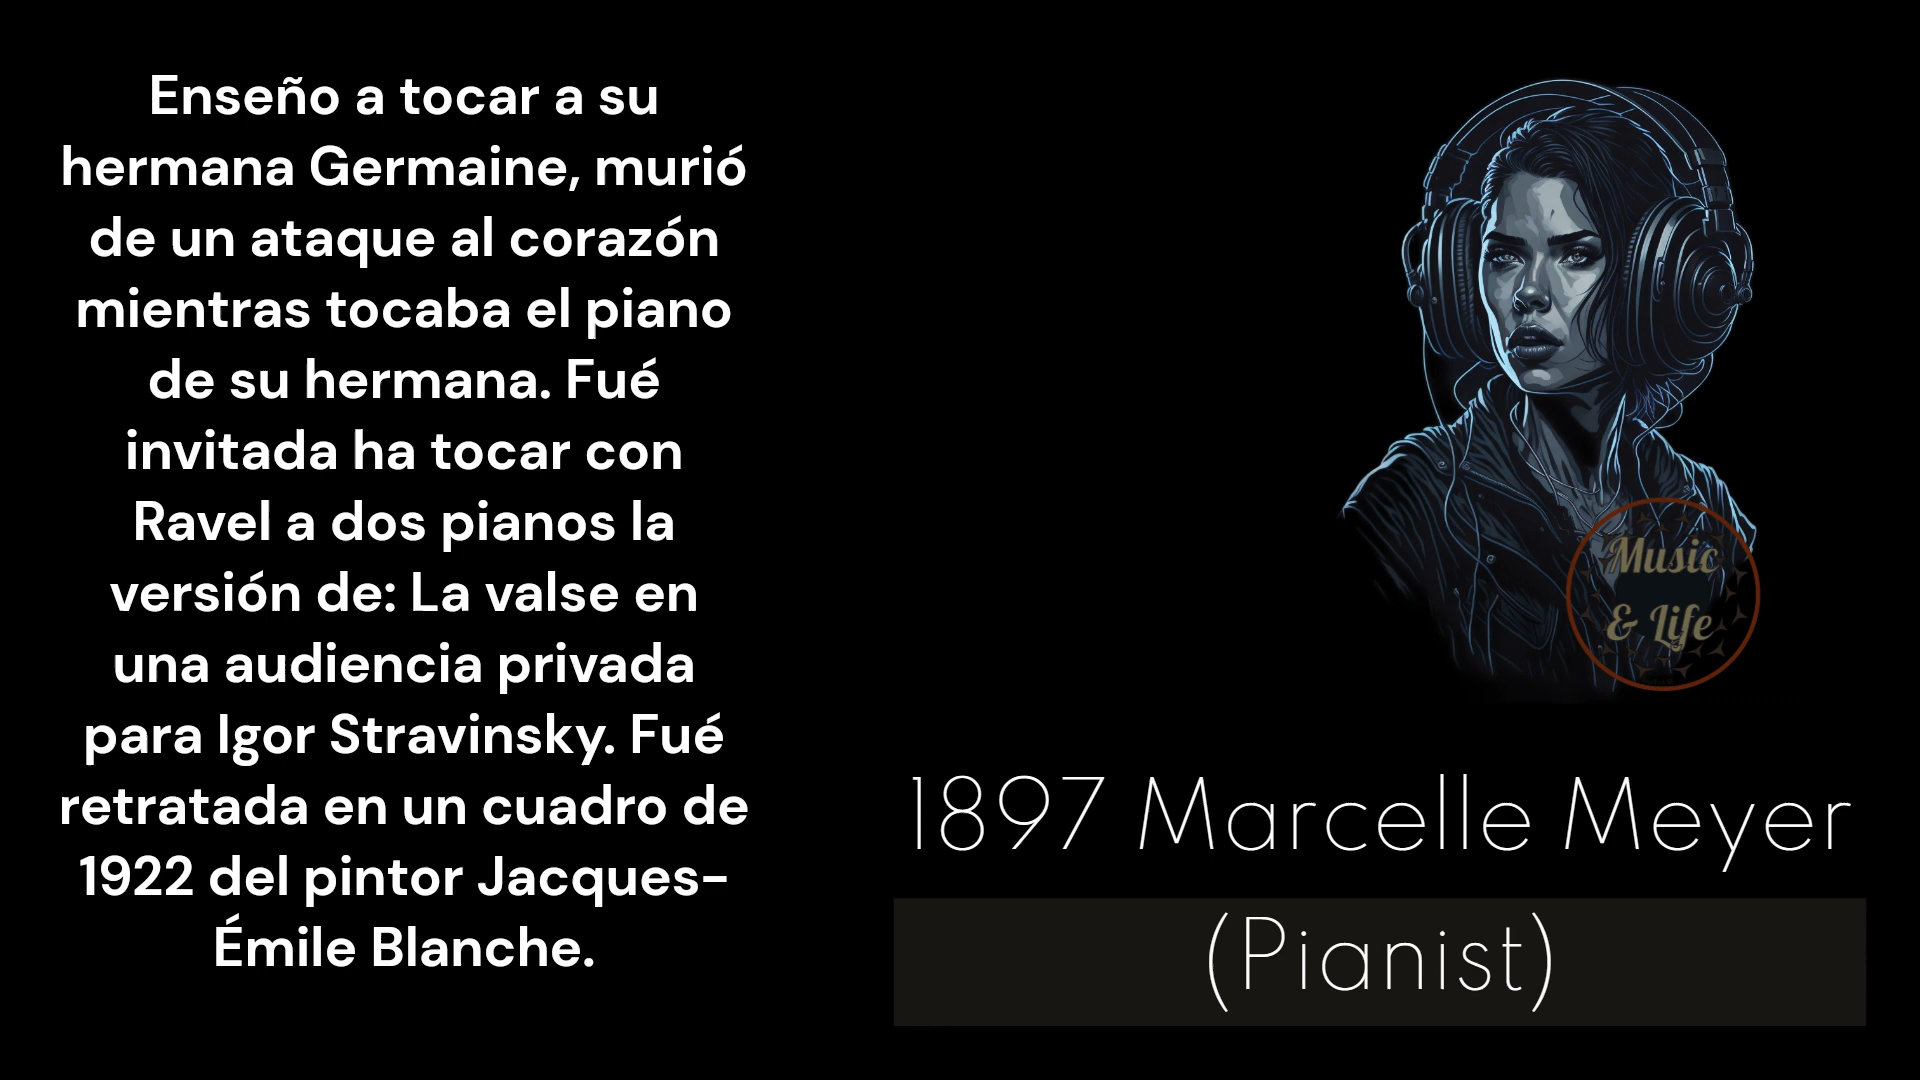 Enseño a tocar a su
hermana Germaine, murió
de un ataque al corazón
mientras tocaba el piano
de su hermana. Fué
invitada ha tocar con
Ravel a dos pianos la
versión de: La valse en
una audiencia privada
para Igor Stravinsky. Fué
retratada en un cuadro de
1922 del pintor Jacques-
Émile Blanche.
Music
& Life
1897 Marcelle Meyer
(Pianist)